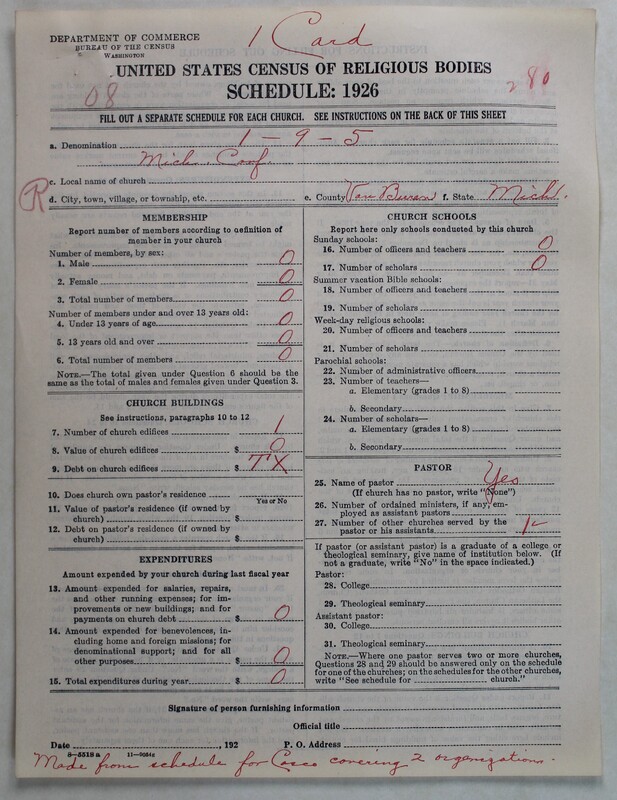 1 Card
DEPARTMENT OF COMMERCE
BUREAU OF THE CENSUS
WASHINGTON
UNITED STATES CENSUS OF RELIGIOUS BODIES
08
SCHEDULE: 1926
280
FILL OUT A SEPARATE SCHEDULE FOR EACH CHURCH. SEE INSTRUCTIONS ON THE BACK OF THIS SHEET
a. Denomination 1 - 9 - 5
Mich. Conf.
R
c. Local name of church
d. City, town, village, or township, etc. e. County Van Buren f. State Mich.
MEMBERSHIP
Report number of members according to definition of
member in your church
Number of members, by sex:
1. Male 0
2. Female 0
3. Total number of members 0
Number of members under and over 13 years old:
4. Under 13 years of age 0
5. 13 years old and over 0
6. Total number of members 0
NOTE.—The total given under Question 6 should be the
same as the total of males and females given under Question 3.
CHURCH BUILDINGS
See instructions, paragraphs 10 to 12
7. Number of church edifices 1
8. Value of church edifices $ 0
9. Debt on church edifices $ TX
10. Does church own pastor's residence
Yes or No
11. Value of pastor's residence (if owned by
church) $
12. Debt on pastor's residence (if owned by
church) $
EXPENDITURES
Amount expended by your church during last fiscal year
13. Amount expended for salaries, repairs,
and other running expenses; for im-
provements or new buildings; and for
payments on church debt $ 0
14. Amount expended for benevolences, in-
cluding home and foreign missions; for
denominational support; and for all
other purposes $ 0
15. Total expenditures during year $ 0
CHURCH SCHOOLS
Report here only schools conducted by this church
Sunday schools:
16. Number of officers and teachers 0
17. Number of scholars 0
Summer vacation Bible schools:
18. Number of officers and teachers
19. Number of scholars
Week-day religious schools:
20. Number of officers and teachers
21. Number of scholars
Parochial schools:
22. Number of administrative officers
23. Number of teachers—
a. Elementary (grades 1 to 8)
b. Secondary
24. Number of scholars—
a. Elementary (grades 1 to 8)
b. Secondary
PASTOR
25. Name of pastor Yes
(If church has no pastor, write "None")
26. Number of ordained ministers, if any, em-
ployed as assistant pastors
27. Number of other churches served by the
pastor or his assistants
If pastor (or assistant pastor) is a graduate of a college or
theological seminary, give name of institution below. (If
not a graduate, write "No" in the space indicated.)
Pastor:
28. College
29. Theological seminary
Assistant pastor:
30. College
31. Theological seminary
NOTE.—Where one pastor serves two or more churches,
Questions 28 and 29 should be answered only on the schedule
for one of the churches; on the schedules for the other churches,
write "See schedule for church."
Signature of person furnishing information
Official title
Date , 192 P. O. Address
8—5518 a
Made from schedule for Casco covering 2 organizations.